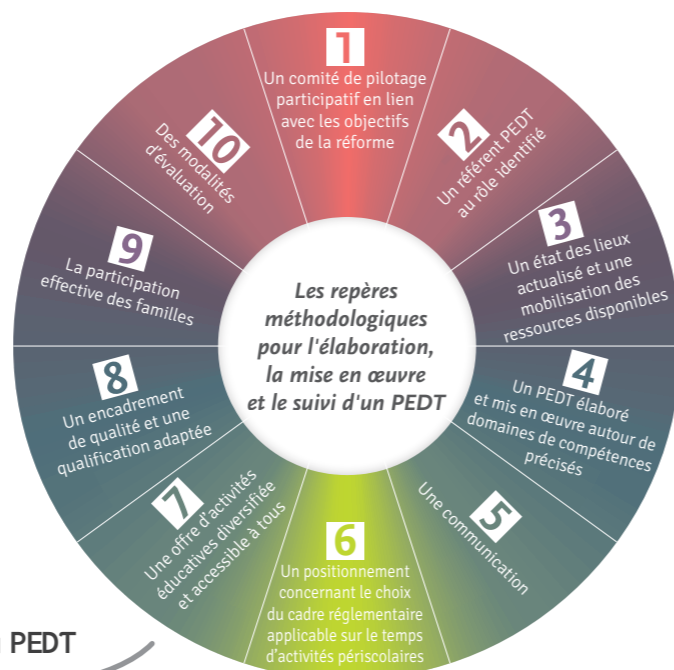 1
Un comité de pilotage
participatif en lien
avec les objectifs
de la réforme
2
Un référent PEDT
au rôle identifié
3
Un état des lieux
actualisé et une
mobilisation des
ressources disponibles
4
Un PEDT élaboré
et mis en œuvre autour de
domaines de compétences
précisés
5
Une communication
6
Un positionnement
concernant le choix
du cadre réglementaire
applicable sur le temps
d'activités périscolaires
7
Une offre d'activités
éducatives diversifiée
et accessible à tous
8
Un encadrement
de qualité et une
qualification adaptée
9
La participation
effective des familles
10
Des modalités
d'évaluation
Les repères
méthodologiques
pour l'élaboration,
la mise en œuvre
et le suivi d'un PEDT
PEDT